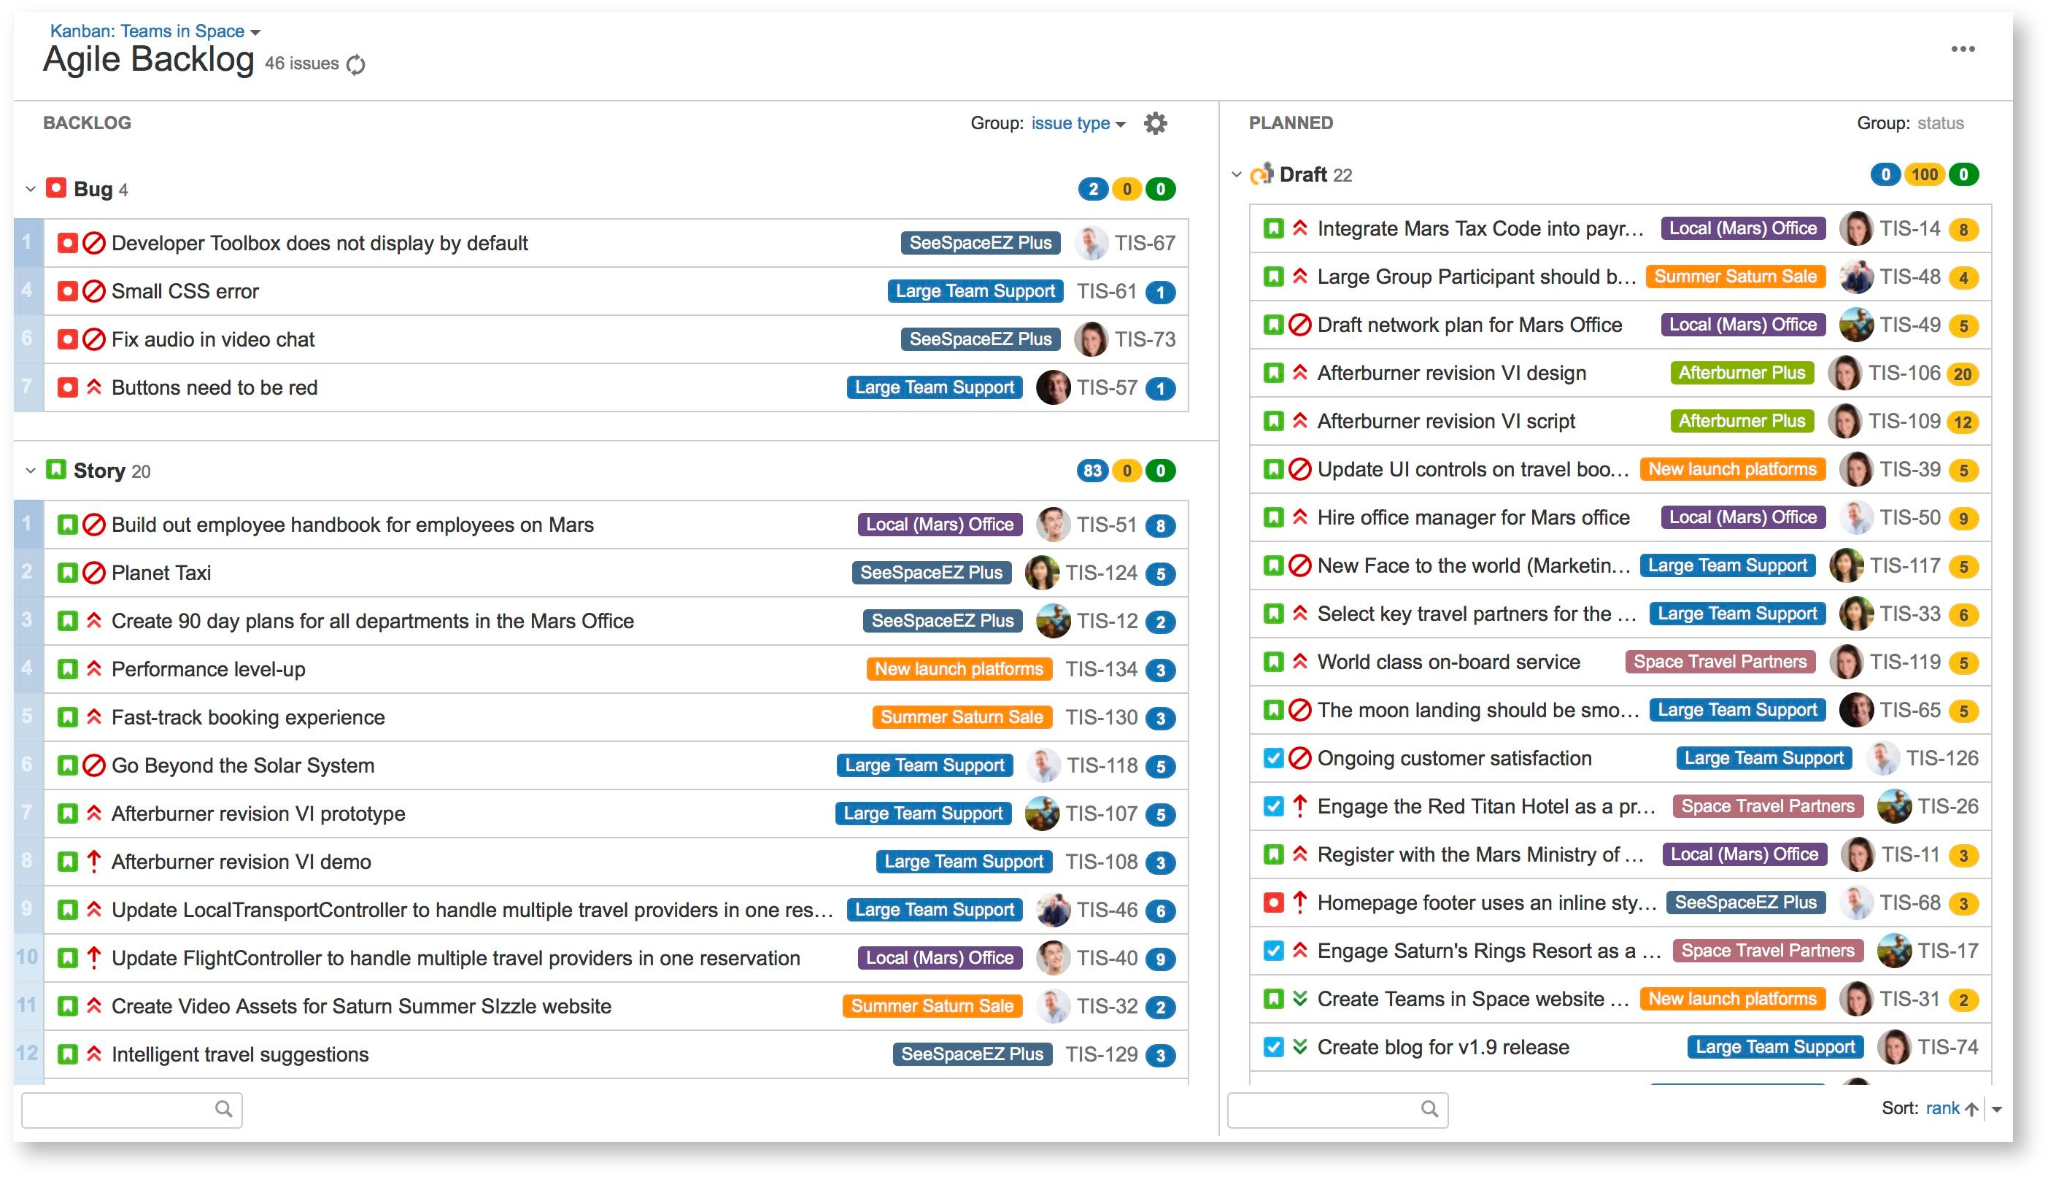 Kanban: Teams in Space
Agile Backlog 46 issues
BACKLOG
Group: issue type
Bug 4
2 0 0
1 Developer Toolbox does not display by default SeeSpaceEZ Plus TIS-67
4 Small CSS error Large Team Support TIS-61 1
6 Fix audio in video chat SeeSpaceEZ Plus TIS-73
7 Buttons need to be red Large Team Support TIS-57 1
Story 20
83 0 0
1 Build out employee handbook for employees on Mars Local (Mars) Office TIS-51 8
2 Planet Taxi SeeSpaceEZ Plus TIS-124 5
3 Create 90 day plans for all departments in the Mars Office SeeSpaceEZ Plus TIS-12 2
4 Performance level-up New launch platforms TIS-134 3
5 Fast-track booking experience Summer Saturn Sale TIS-130 3
6 Go Beyond the Solar System Large Team Support TIS-118 5
7 Afterburner revision VI prototype Large Team Support TIS-107 5
8 Afterburner revision VI demo Large Team Support TIS-108 3
9 Update LocalTransportController to handle multiple travel providers in one res... Large Team Support TIS-46 6
10 Update FlightController to handle multiple travel providers in one reservation Local (Mars) Office TIS-40 9
11 Create Video Assets for Saturn Summer SIzzle website Summer Saturn Sale TIS-32 2
12 Intelligent travel suggestions SeeSpaceEZ Plus TIS-129 3
PLANNED
Group: status
Draft 22
0 100 0
Integrate Mars Tax Code into payr... Local (Mars) Office TIS-14 8
Large Group Participant should b... Summer Saturn Sale TIS-48 4
Draft network plan for Mars Office Local (Mars) Office TIS-49 5
Afterburner revision VI design Afterburner Plus TIS-106 20
Afterburner revision VI script Afterburner Plus TIS-109 12
Update UI controls on travel boo... New launch platforms TIS-39 5
Hire office manager for Mars office Local (Mars) Office TIS-50 9
New Face to the world (Marketin... Large Team Support TIS-117 5
Select key travel partners for the ... Large Team Support TIS-33 6
World class on-board service Space Travel Partners TIS-119 5
The moon landing should be smo... Large Team Support TIS-65 5
Ongoing customer satisfaction Large Team Support TIS-126
Engage the Red Titan Hotel as a pr... Space Travel Partners TIS-26
Register with the Mars Ministry of ... Local (Mars) Office TIS-11 3
Homepage footer uses an inline sty... SeeSpaceEZ Plus TIS-68 3
Engage Saturn's Rings Resort as a ... Space Travel Partners TIS-17
Create Teams in Space website ... New launch platforms TIS-31 2
Create blog for v1.9 release Large Team Support TIS-74
Sort: rank